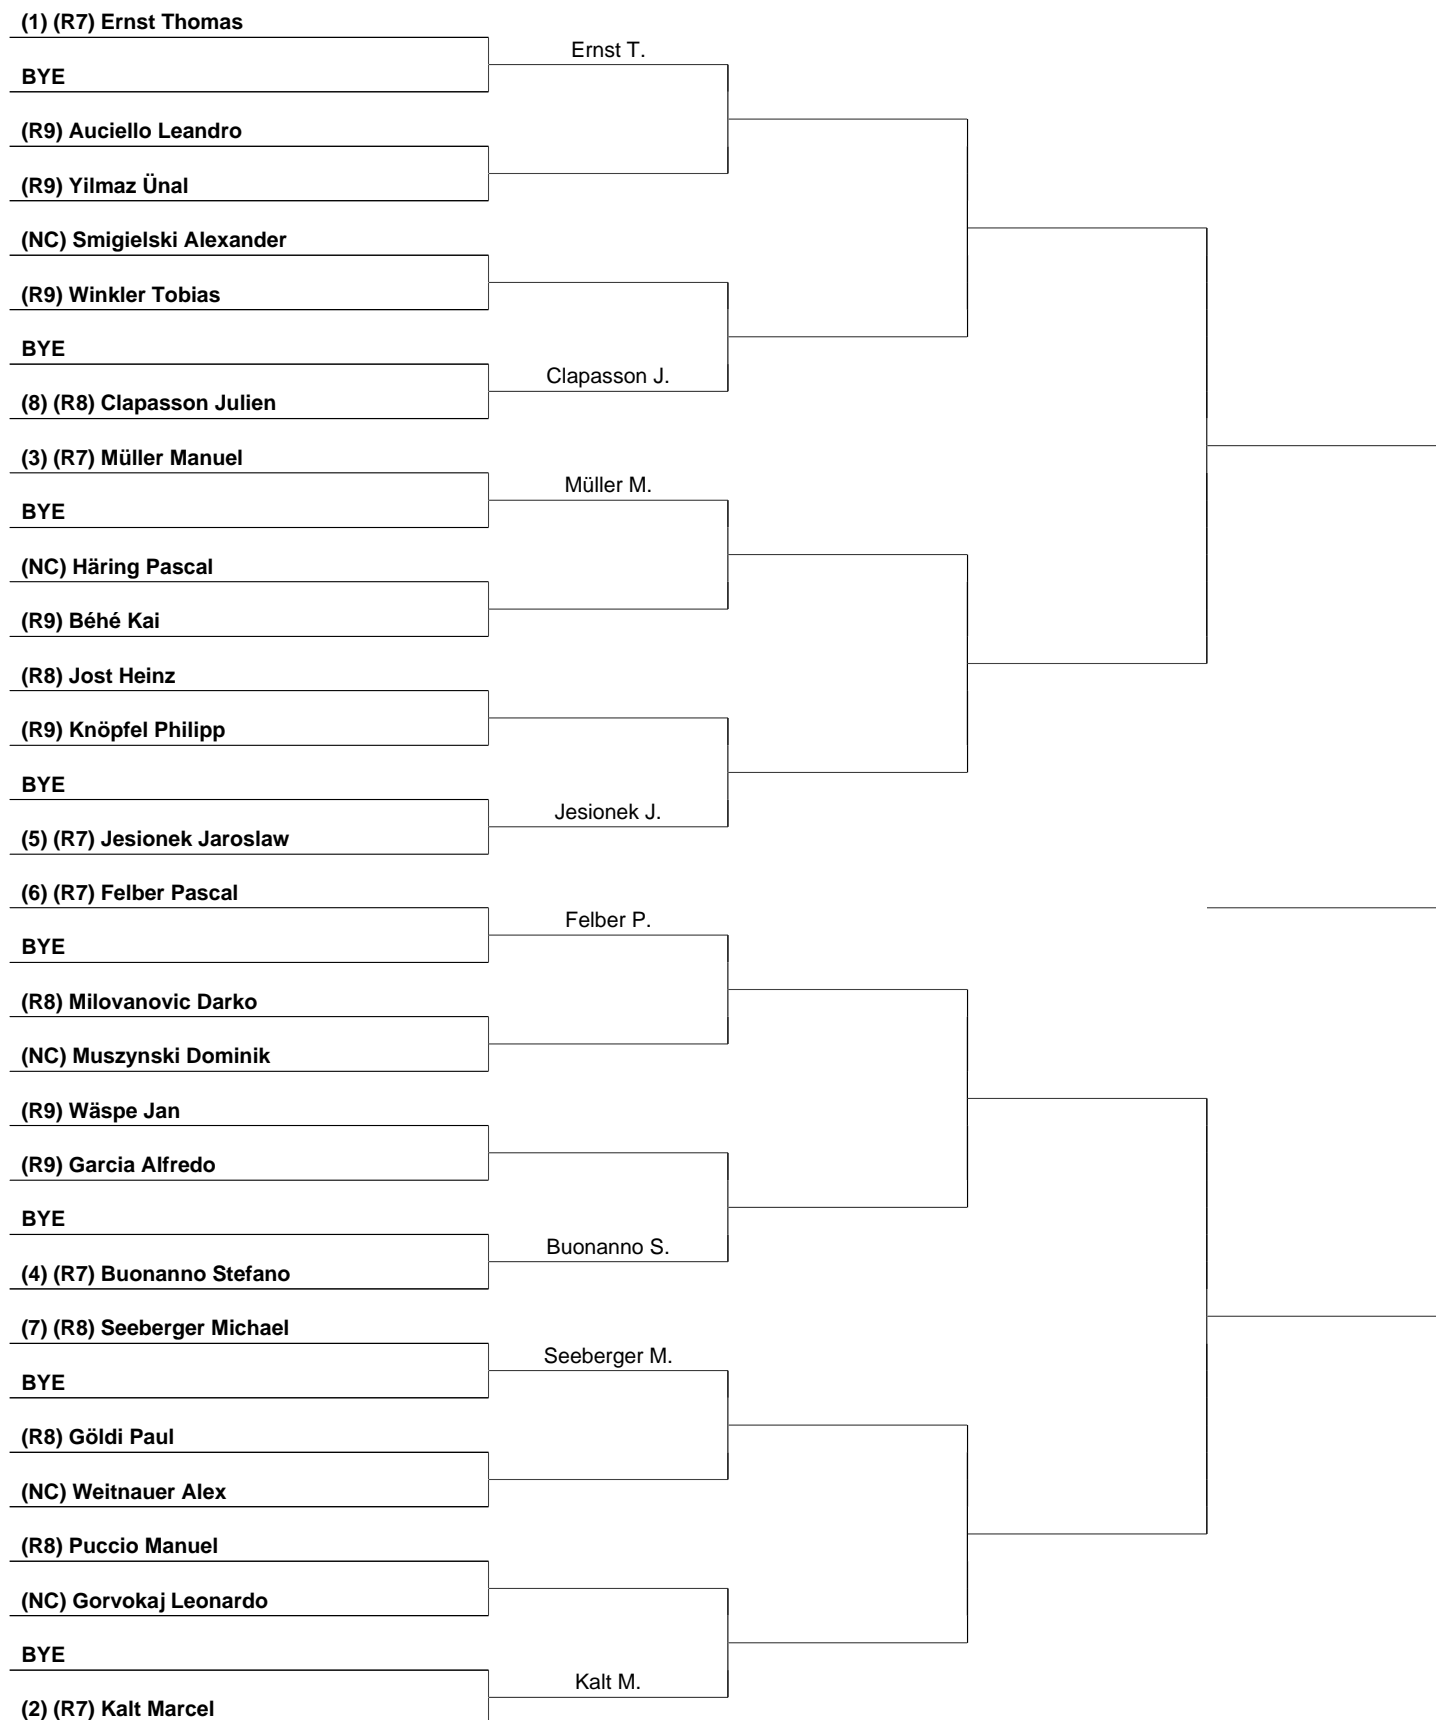 (1) (R7) Ernst Thomas
Ernst T.
BYE
(R9) Auciello Leandro
(R9) Yilmaz Ünal
(NC) Smigielski Alexander
(R9) Winkler Tobias
BYE
Clapasson J.
(8) (R8) Clapasson Julien
(3) (R7) Müller Manuel
Müller M.
BYE
(NC) Häring Pascal
(R9) Béhé Kai
(R8) Jost Heinz
(R9) Knöpfel Philipp
BYE
Jesionek J.
(5) (R7) Jesionek Jaroslaw
(6) (R7) Felber Pascal
Felber P.
BYE
(R8) Milovanovic Darko
(NC) Muszynski Dominik
(R9) Wäspe Jan
(R9) Garcia Alfredo
BYE
Buonanno S.
(4) (R7) Buonanno Stefano
(7) (R8) Seeberger Michael
Seeberger M.
BYE
(R8) Göldi Paul
(NC) Weitnauer Alex
(R8) Puccio Manuel
(NC) Gorvokaj Leonardo
BYE
Kalt M.
(2) (R7) Kalt Marcel